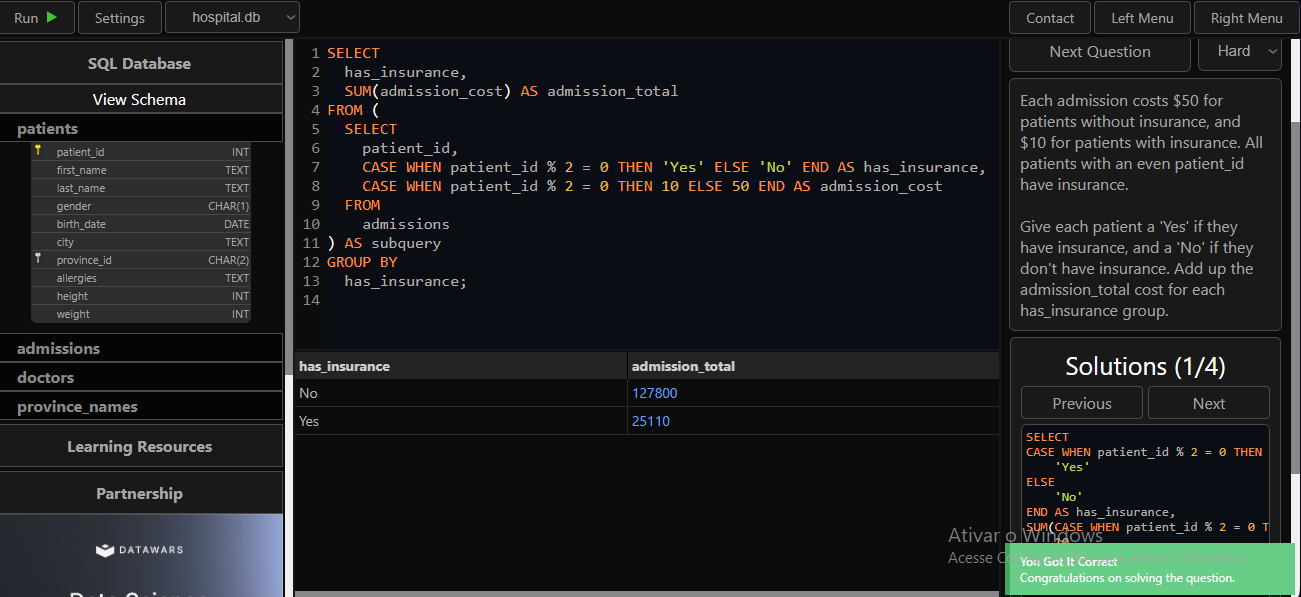 Run
Settings
hospital.db
Contact
Left Menu
Right Menu
SQL Database
View Schema
patients
patient_id INT
first_name TEXT
last_name TEXT
gender CHAR(1)
birth_date DATE
city TEXT
province_id CHAR(2)
allergies TEXT
height INT
weight INT
admissions
doctors
province_names
Learning Resources
Partnership
DATAWARS
Data Science
1 SELECT
2 has_insurance,
3 SUM(admission_cost) AS admission_total
4 FROM (
5 SELECT
6 patient_id,
7 CASE WHEN patient_id % 2 = 0 THEN 'Yes' ELSE 'No' END AS has_insurance,
8 CASE WHEN patient_id % 2 = 0 THEN 10 ELSE 50 END AS admission_cost
9 FROM
10 admissions
11 ) AS subquery
12 GROUP BY
13 has_insurance;
14
has_insurance admission_total
No 127800
Yes 25110
Next Question
Hard
Each admission costs $50 for
patients without insurance, and
$10 for patients with insurance. All
patients with an even patient_id
have insurance.
Give each patient a 'Yes' if they
have insurance, and a 'No' if they
don't have insurance. Add up the
admission_total cost for each
has_insurance group.
Solutions (1/4)
Previous
Next
SELECT
CASE WHEN patient_id % 2 = 0 THEN
'Yes'
ELSE
'No'
END AS has_insurance,
SUM(CASE WHEN patient_id % 2 = 0 T
10
Ativar o Windows
Acesse
You Got It Correct
Congratulations on solving the question.